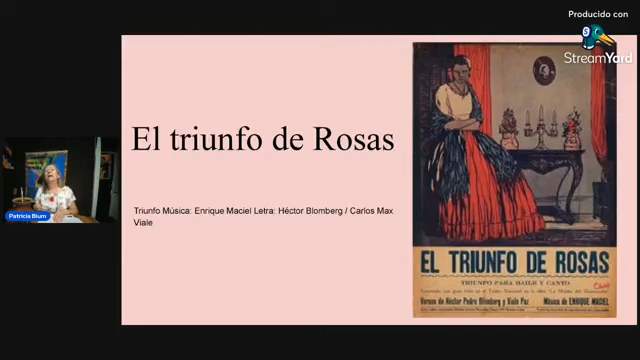 Producido con
StreamYard
El triunfo de Rosas
Triunfo Música: Enrique Maciel Letra: Héctor Blomberg / Carlos Max
Viale
Patricia Blum
EL TRIUNFO DE ROSAS
TRIUNFO PARA BAILE Y CANTO
Versos de Héctor Pedro Blomberg y Viale Paz
Música de ENRIQUE MACIEL